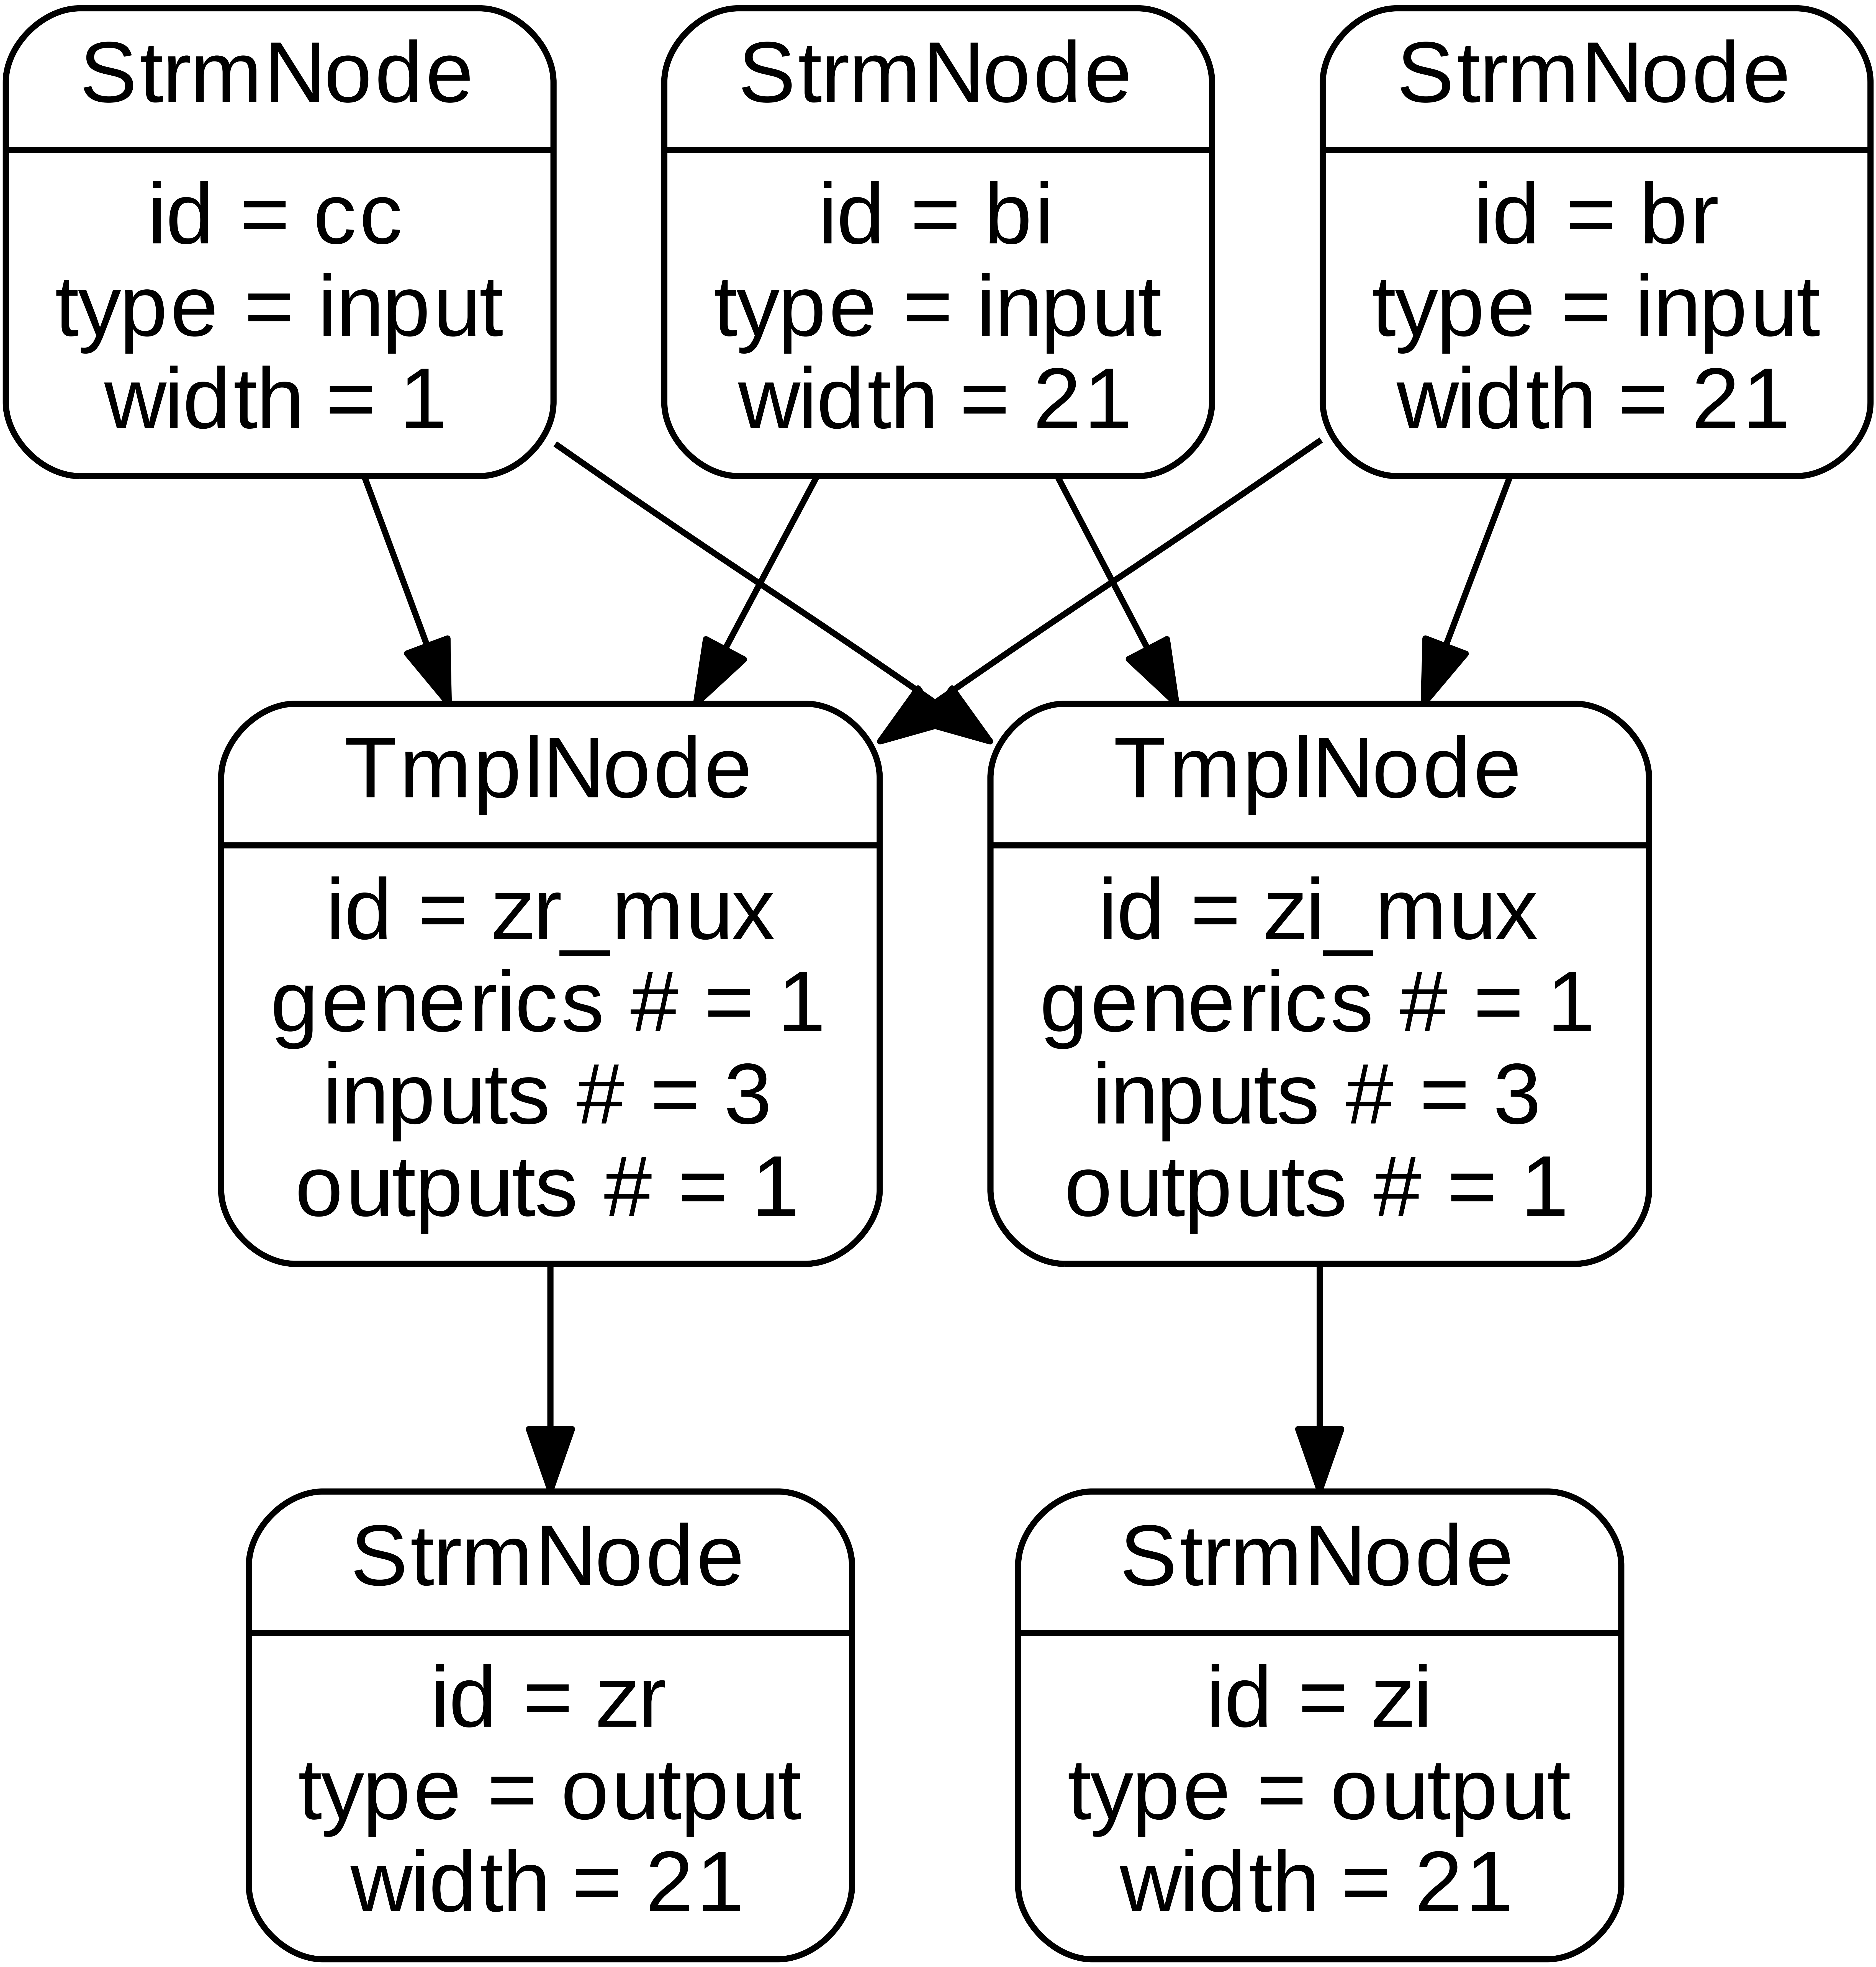 StrmNode
id = cc
type = input
width = 1
StrmNode
id = bi
type = input
width = 21
StrmNode
id = br
type = input
width = 21
TmplNode
id = zr_mux
generics # = 1
inputs # = 3
outputs # = 1
TmplNode
id = zi_mux
generics # = 1
inputs # = 3
outputs # = 1
StrmNode
id = zr
type = output
width = 21
StrmNode
id = zi
type = output
width = 21